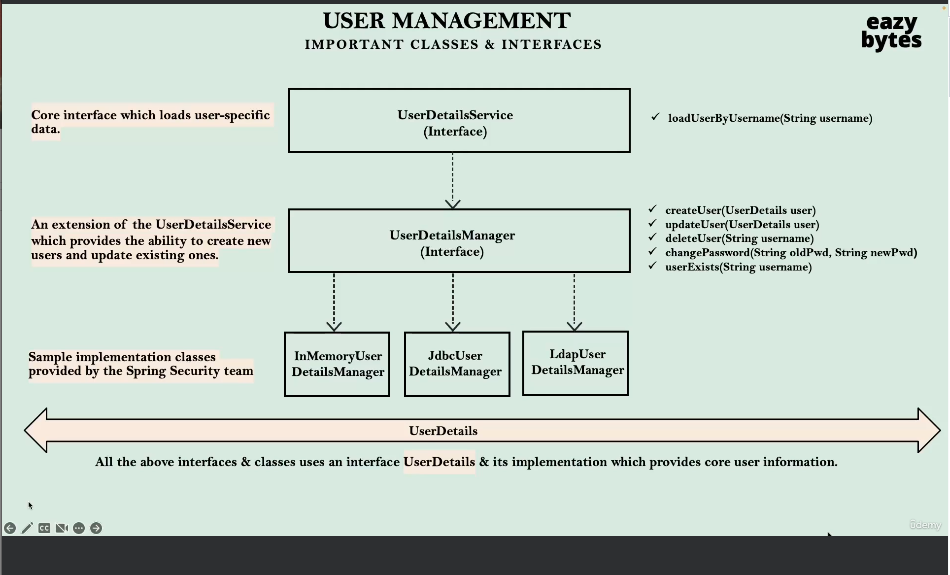 USER MANAGEMENT
IMPORTANT CLASSES & INTERFACES
eazy
bytes
Core interface which loads user-specific
data.
UserDetailsService
(Interface)
✓ loadUserByUsername(String username)
An extension of the UserDetailsService
which provides the ability to create new
users and update existing ones.
UserDetailsManager
(Interface)
✓ createUser(UserDetails user)
✓ updateUser(UserDetails user)
✓ deleteUser(String username)
✓ changePassword(String oldPwd, String newPwd)
✓ userExists(String username)
Sample implementation classes
provided by the Spring Security team
InMemoryUser
DetailsManager
JdbcUser
DetailsManager
LdapUser
DetailsManager
UserDetails
All the above interfaces & classes uses an interface UserDetails & its implementation which provides core user information.
CC
ûdemy